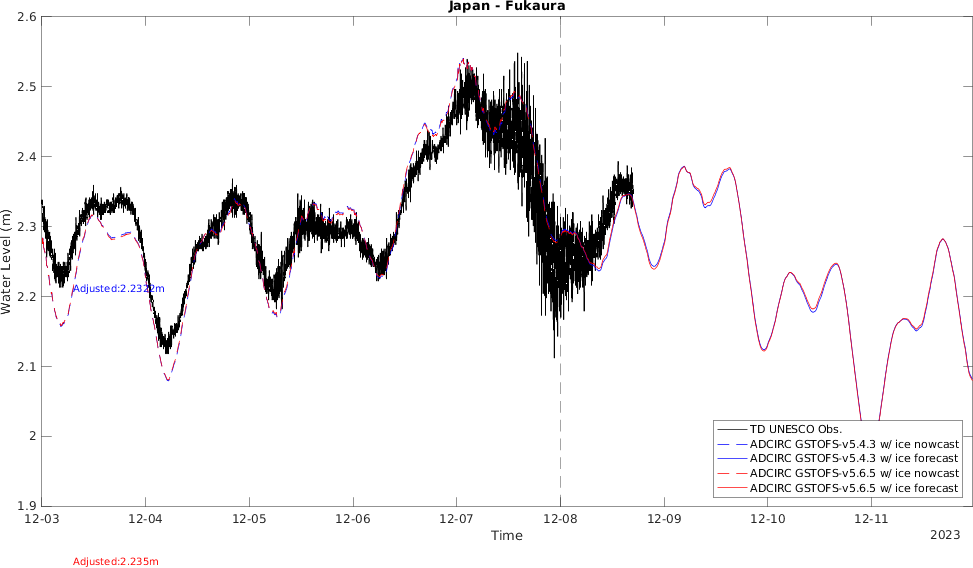 Japan - Fukaura
2.6
2.5
2.4
2.3
2.2
2.1
2
1.9
Water Level (m)
Adjusted:2.2322m
TD UNESCO Obs.
ADCIRC GSTOFS-v5.4.3 w/ ice nowcast
ADCIRC GSTOFS-v5.4.3 w/ ice forecast
ADCIRC GSTOFS-v5.6.5 w/ ice nowcast
ADCIRC GSTOFS-v5.6.5 w/ ice forecast
12-03 12-04 12-05 12-06 12-07 12-08 12-09 12-10 12-11
Time
2023
Adjusted:2.235m